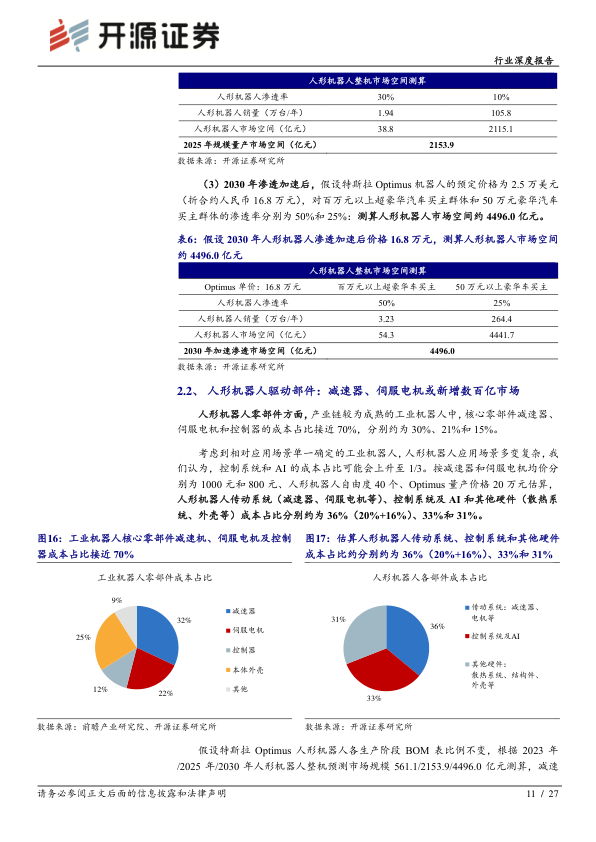 开源证券
行业深度报告
人形机器人整机市场空间测算
人形机器人渗透率 30% 10%
人形机器人销量（万台/年） 1.94 105.8
人形机器人市场空间（亿元） 38.8 2115.1
2025 年规模量产市场空间（亿元） 2153.9
数据来源：开源证券研究所
（3）2030 年渗透加速后，假设特斯拉 Optimus 机器人的预定价格为 2.5 万美元
（折合约人民币 16.8 万元），对百万元以上超豪华汽车买主群体和 50 万元豪华汽车
买主群体的渗透率分别为 50%和 25%：测算人形机器人市场空间约 4496.0 亿元。
表6：假设 2030 年人形机器人渗透加速后价格 16.8 万元，测算人形机器人市场空间
约 4496.0 亿元
人形机器人整机市场空间测算
Optimus 单价：16.8 万元 百万元以上超豪华车买主 50 万元以上豪华车买主
人形机器人渗透率 50% 25%
人形机器人销量（万台/年） 3.23 264.4
人形机器人市场空间（亿元） 54.3 4441.7
2030 年加速渗透市场空间（亿元） 4496.0
数据来源：开源证券研究所
2.2、 人形机器人驱动部件：减速器、伺服电机或新增数百亿市场
人形机器人零部件方面，产业链较为成熟的工业机器人中，核心零部件减速器、
伺服电机和控制器的成本占比接近 70%，分别约为 30%、21%和 15%。
考虑到相对应用场景单一确定的工业机器人，人形机器人应用场景多变复杂，我
们认为，控制系统和 AI 的成本占比可能会上升至 1/3。按减速器和伺服电机均价分
别为 1000 元和 800 元、人形机器人自由度 40 个、Optimus 量产价格 20 万元估算，
人形机器人传动系统（减速器、伺服电机等）、控制系统及 AI 和其他硬件（散热系
统、外壳等）成本占比分别约为 36%（20%+16%）、33%和 31%。
图16：工业机器人核心零部件减速机、伺服电机及控制
器成本占比接近 70%
工业机器人零部件成本占比
9%
32%
25%
12%
22%
减速器
伺服电机
控制器
本体外壳
其他
数据来源：前瞻产业研究院、开源证券研究所
图17：估算人形机器人传动系统、控制系统和其他硬件
成本占比约分别约为 36%（20%+16%）、33%和 31%
人形机器人各部件成本占比
31%
36%
33%
传动系统：减速器、
电机等
控制系统及AI
其他硬件：
散热系统、结构件、
外壳等
数据来源：开源证券研究所
假设特斯拉 Optimus 人形机器人各生产阶段 BOM 表比例不变，根据 2023 年
/2025 年/2030 年人形机器人整机预测市场规模 561.1/2153.9/4496.0 亿元测算，减速
请务必参阅正文后面的信息披露和法律声明
11 / 27